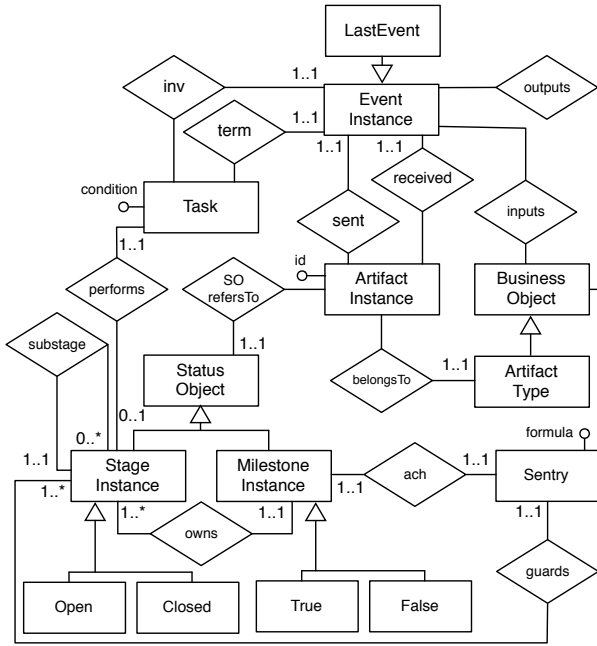 LastEvent
inv
1..1
Event
Instance
outputs
term
1..1
1..1
1..1
condition
Task
received
sent
inputs
1..1
performs
SO
refersTo
id
Artifact
Instance
Business
Object
substage
1..1
Status
Object
belongsTo
1..1
Artifact
Type
0..1
formula
0..*
1..1
Stage
Instance
Milestone
Instance
ach
1..1
Sentry
1..*
1..*
1..1
1..1
1..1
owns
guards
Open
Closed
True
False